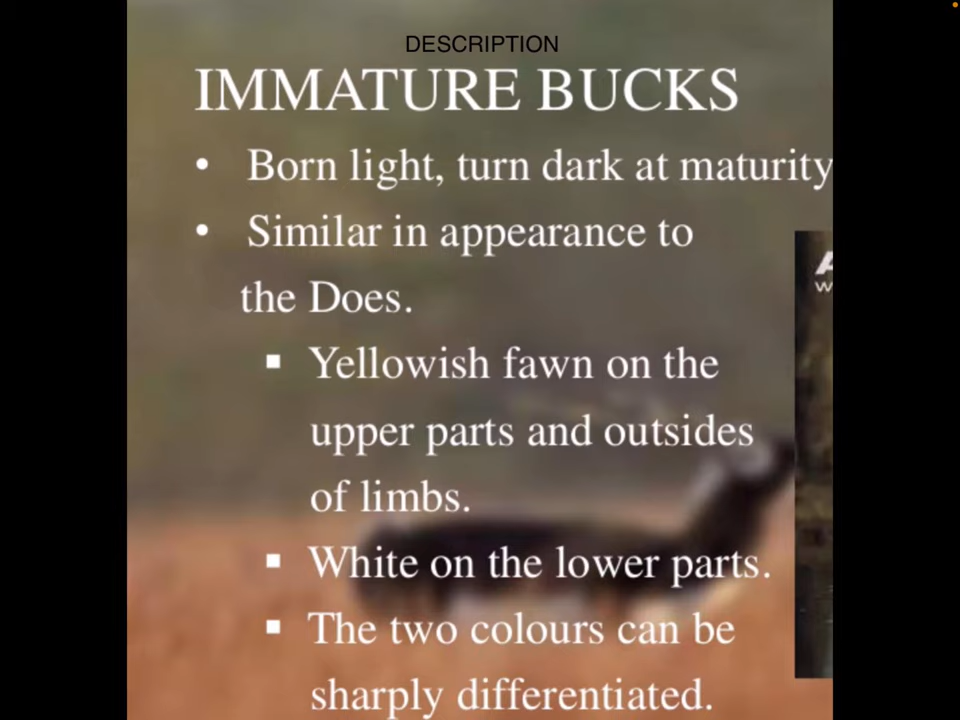 DESCRIPTION
IMMATURE BUCKS
• Born light, turn dark at maturity
• Similar in appearance to
the Does.
▪ Yellowish fawn on the
upper parts and outsides
of limbs.
▪ White on the lower parts.
▪ The two colours can be
sharply differentiated.